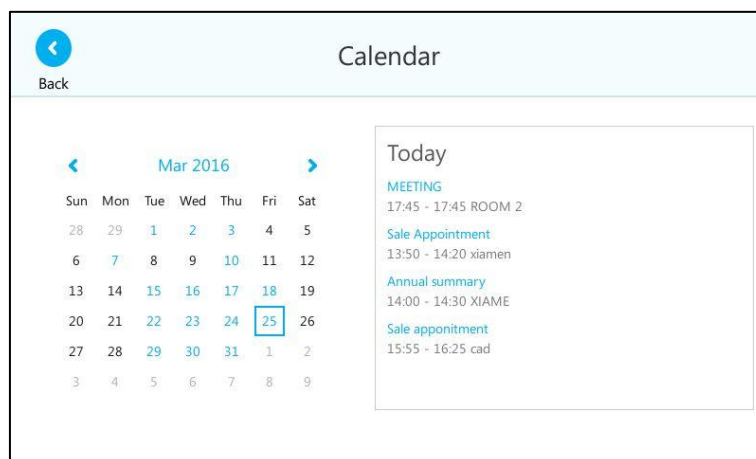 Calendar
Back
Mar 2016
Sun Mon Tue Wed Thu Fri Sat
28 29 1 2 3 4 5
6 7 8 9 10 11 12
13 14 15 16 17 18 19
20 21 22 23 24 25 26
27 28 29 30 31 1 2
3 4 5 6 7 8 9
Today
MEETING
17:45 - 17:45 ROOM 2
Sale Appointment
13:50 - 14:20 xiamen
Annual summary
14:00 - 14:30 XIAME
Sale apponitment
15:55 - 16:25 cad